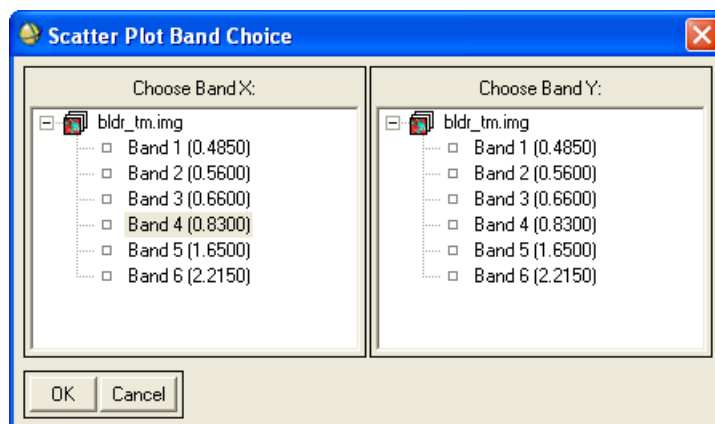 Scatter Plot Band Choice
Choose Band X:
bldr_tm.img
Band 1 (0.4850)
Band 2 (0.5600)
Band 3 (0.6600)
Band 4 (0.8300)
Band 5 (1.6500)
Band 6 (2.2150)
Choose Band Y:
bldr_tm.img
Band 1 (0.4850)
Band 2 (0.5600)
Band 3 (0.6600)
Band 4 (0.8300)
Band 5 (1.6500)
Band 6 (2.2150)
OK Cancel